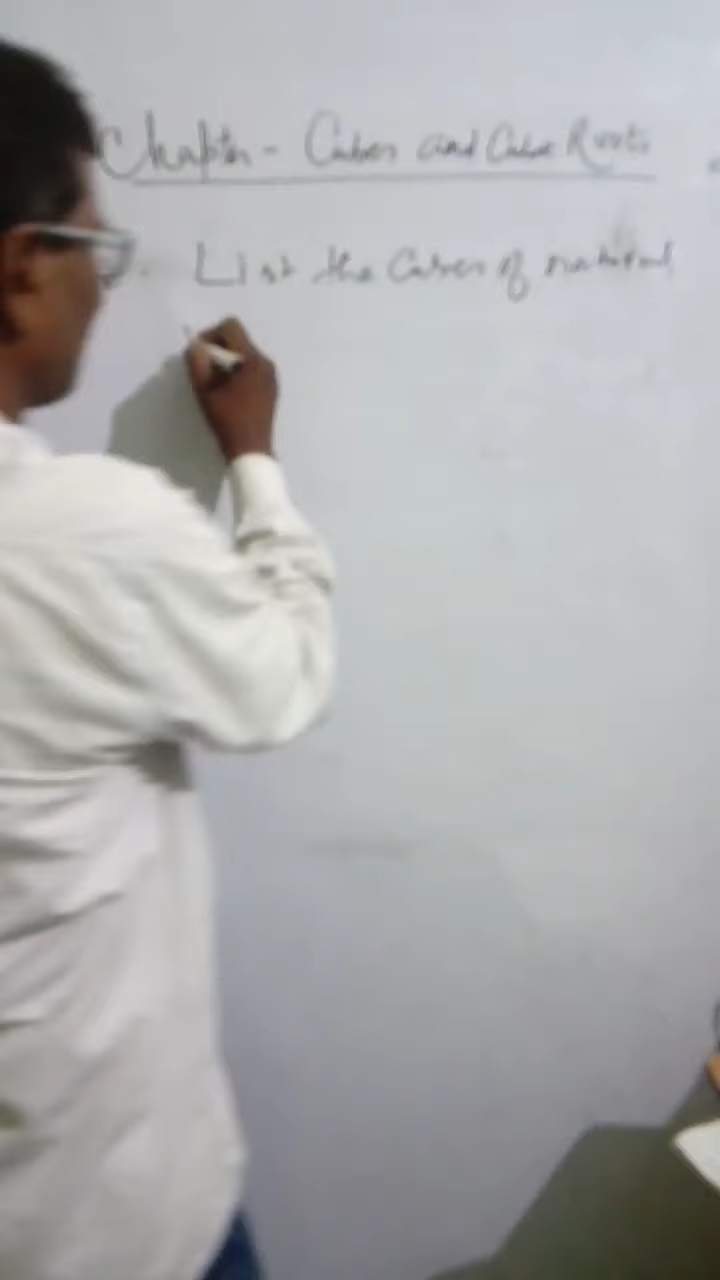 Chapter - Cubes and Cube Roots
List the Cubes of natural